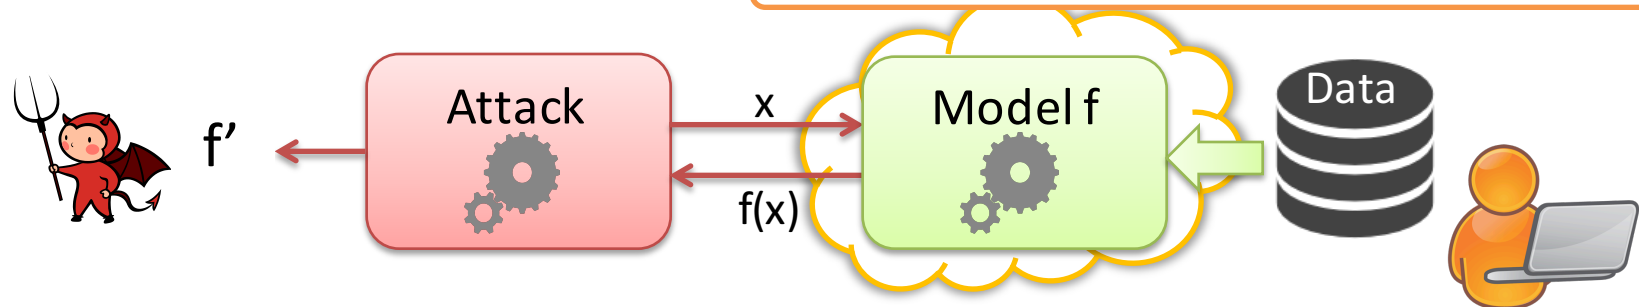 Attack
x
Model f
Data
f’
f(x)